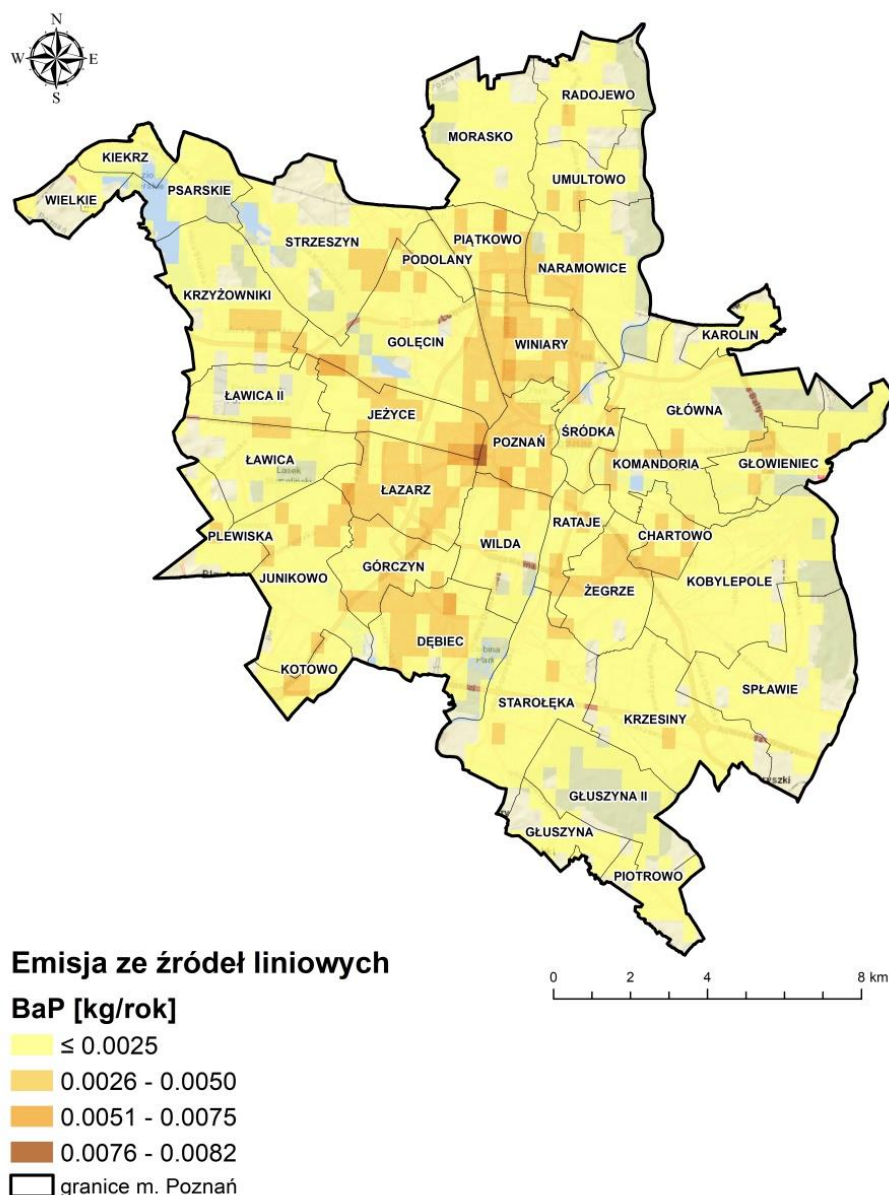 N
W E
S
RADOJEWO
MORASKO
KIEKRZ
UMULTOWO
PSARSKIE
WIELKIE
PIĄTKOWO
STRZESZYN
PODOLANY
NARAMOWICE
KRZYŻOWNIKI
KAROLIN
GOLĘCIN
WINIARY
ŁAWICA II
JEŻYCE
GŁÓWNA
POZNAŃ
ŚRÓDKA
ŁAWICA
KOMANDORIA
GŁOWIENIEC
Lasek
ŁAZARZ
RATAJE
PLEWISKA
CHARTOWO
WILDA
JUNIKOWO
GÓRCZYN
KOBYLEPOLE
ŻEGRZE
DĘBIEC
KOTOWO
SPŁAWIE
STAROŁĘKA
KRZESINY
GŁUSZYNA II
GŁUSZYNA
PIOTROWO
Emisja ze źródeł liniowych
BaP [kg/rok]
≤ 0.0025
0.0026 - 0.0050
0.0051 - 0.0075
0.0076 - 0.0082
granice m. Poznań
0 2 4 8 km